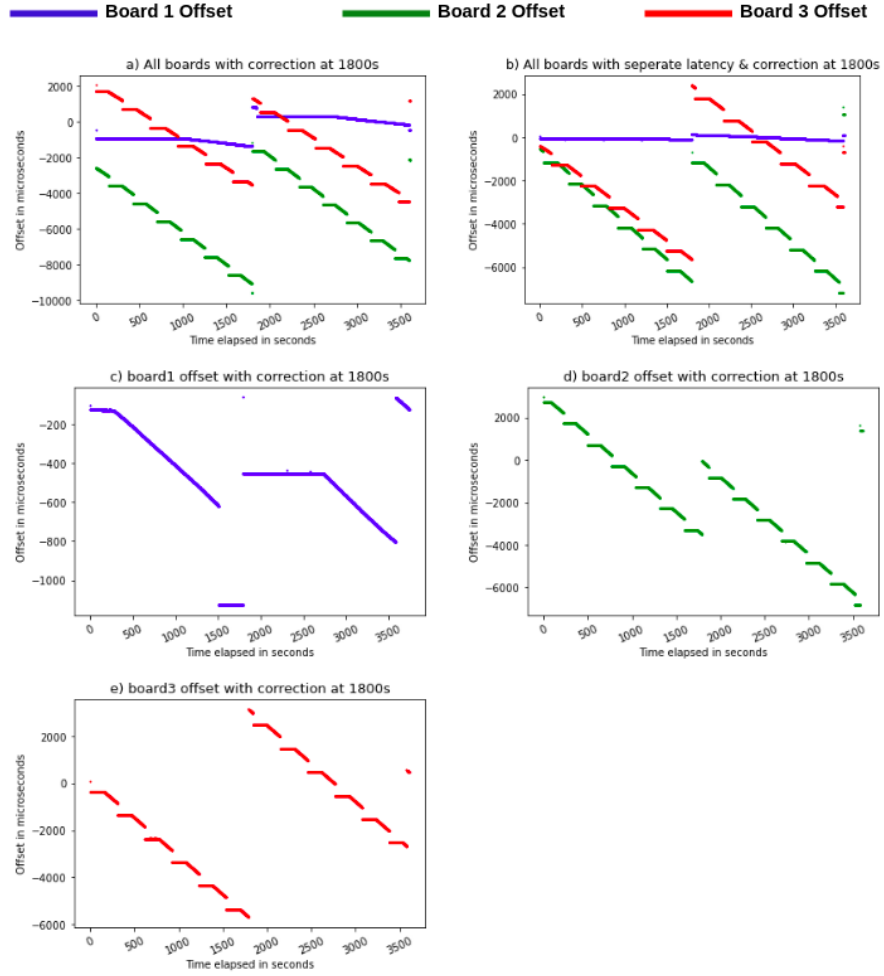 Board 1 Offset Board 2 Offset Board 3 Offset
a) All boards with correction at 1800s
2000
0
−2000
−4000
−6000
−8000
−10000
Offset in microseconds
0 500 1000 1500 2000 2500 3000 3500
Time elapsed in seconds
b) All boards with seperate latency & correction at 1800s
2000
0
−2000
−4000
−6000
Offset in microseconds
0 500 1000 1500 2000 2500 3000 3500
Time elapsed in seconds
c) board1 offset with correction at 1800s
−200
−400
−600
−800
−1000
Offset in microseconds
0 500 1000 1500 2000 2500 3000 3500
Time elapsed in seconds
d) board2 offset with correction at 1800s
2000
0
−2000
−4000
−6000
Offset in microseconds
0 500 1000 1500 2000 2500 3000 3500
Time elapsed in seconds
e) board3 offset with correction at 1800s
2000
0
−2000
−4000
−6000
Offset in microseconds
0 500 1000 1500 2000 2500 3000 3500
Time elapsed in seconds